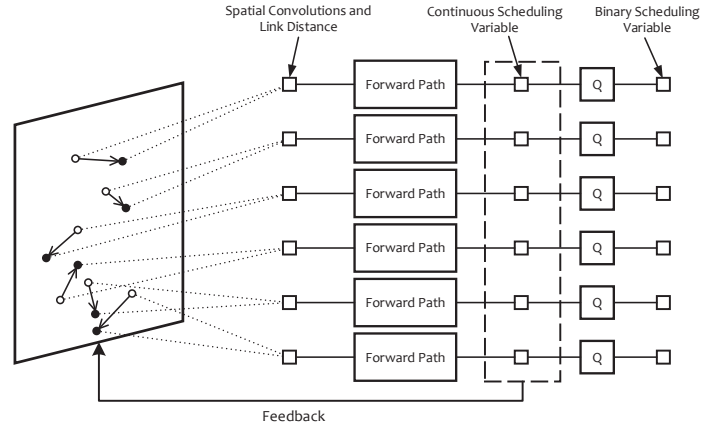 Spatial Convolutions and
Link Distance
Continuous Scheduling
Variable
Binary Scheduling
Variable
Forward Path
Q
Forward Path
Q
Forward Path
Q
Forward Path
Q
Forward Path
Q
Forward Path
Q
Feedback